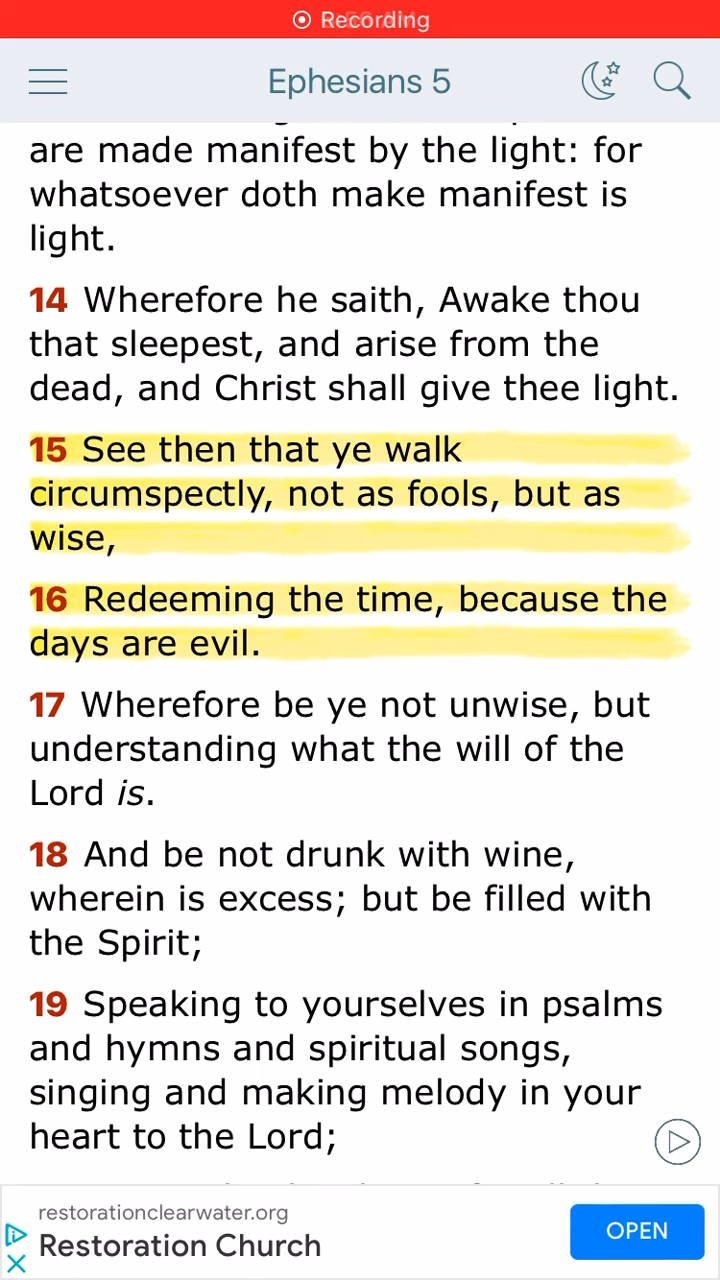 Recording
Ephesians 5
are made manifest by the light: for
whatsoever doth make manifest is
light.
14 Wherefore he saith, Awake thou
that sleepest, and arise from the
dead, and Christ shall give thee light.
15 See then that ye walk
circumspectly, not as fools, but as
wise,
16 Redeeming the time, because the
days are evil.
17 Wherefore be ye not unwise, but
understanding what the will of the
Lord is.
18 And be not drunk with wine,
wherein is excess; but be filled with
the Spirit;
19 Speaking to yourselves in psalms
and hymns and spiritual songs,
singing and making melody in your
heart to the Lord;
restorationclearwater.org
Restoration Church
OPEN